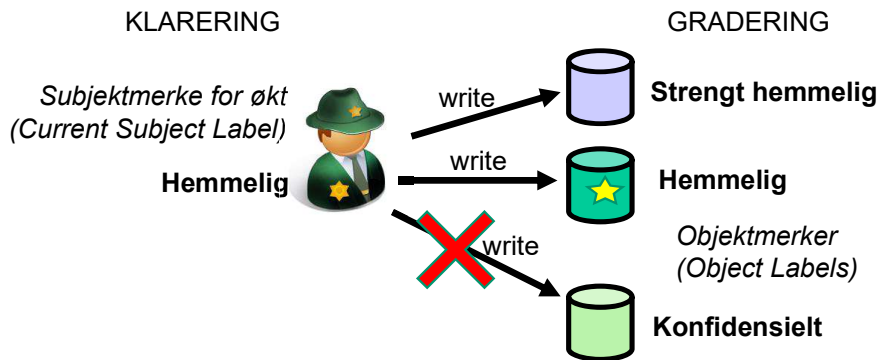 KLARERING
GRADERING
Subjektmerke for økt
(Current Subject Label)
Hemmelig
write
Strengt hemmelig
write
Hemmelig
write
Objektmerker
(Object Labels)
Konfidensielt